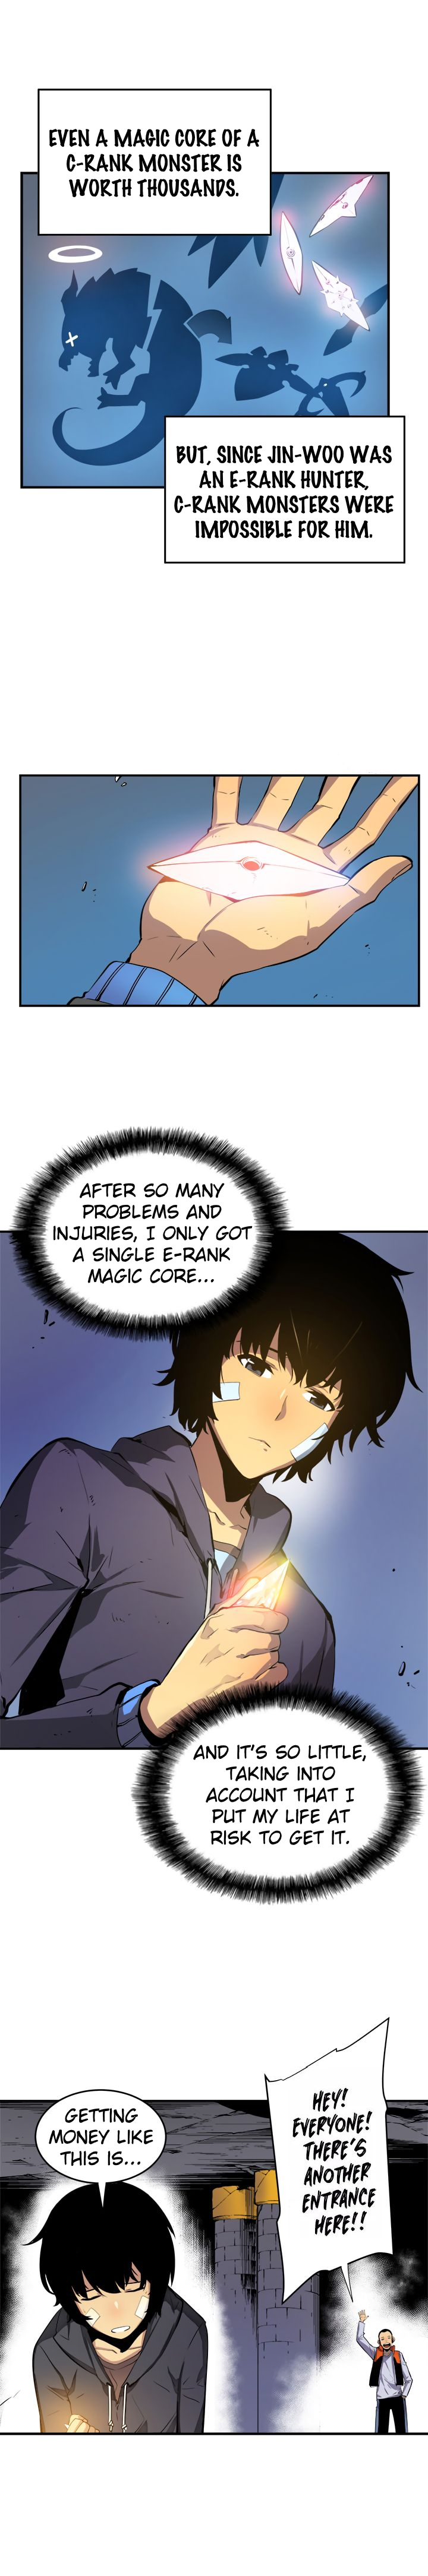 EVEN A MAGIC CORE OF A
C-RANK MONSTER IS
WORTH THOUSANDS.
BUT, SINCE JIN-WOO WAS
AN E-RANK HUNTER,
C-RANK MONSTERS WERE
IMPOSSIBLE FOR HIM.
AFTER SO MANY
PROBLEMS AND
INJURIES, I ONLY GOT
A SINGLE E-RANK
MAGIC CORE...
AND IT'S SO LITTLE,
TAKING INTO
ACCOUNT THAT I
PUT MY LIFE AT
RISK TO GET IT.
GETTING
MONEY LIKE
THIS IS...
HEY!
EVERYONE!
THERE'S
ANOTHER
ENTRANCE
HERE!!